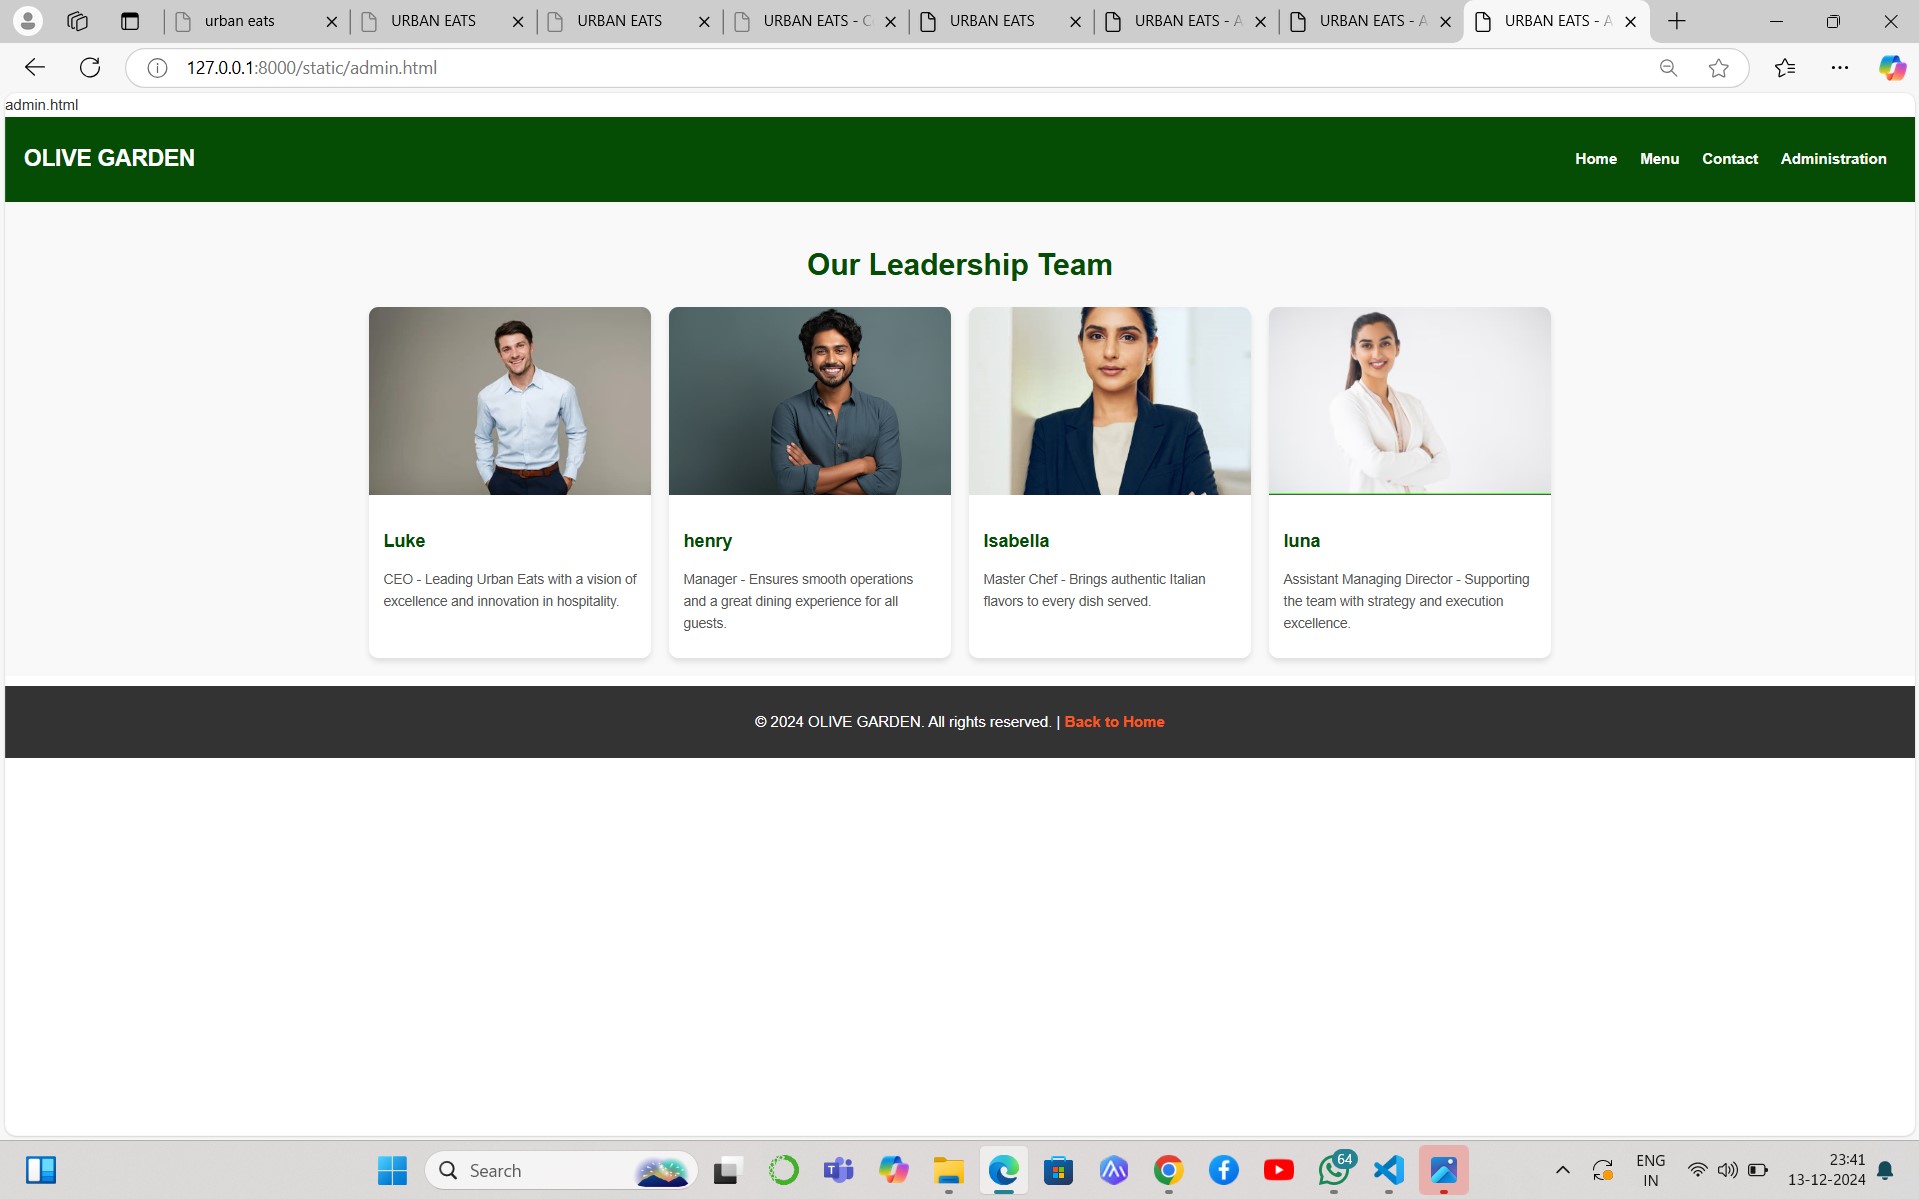 urban eats
URBAN EATS
URBAN EATS
URBAN EATS - C
URBAN EATS
URBAN EATS - A
URBAN EATS - A
URBAN EATS - A
127.0.0.1:8000/static/admin.html
admin.html
OLIVE GARDEN
Home Menu Contact Administration
Our Leadership Team
Luke
CEO - Leading Urban Eats with a vision of
excellence and innovation in hospitality.
henry
Manager - Ensures smooth operations
and a great dining experience for all
guests.
Isabella
Master Chef - Brings authentic Italian
flavors to every dish served.
luna
Assistant Managing Director - Supporting
the team with strategy and execution
excellence.
© 2024 OLIVE GARDEN. All rights reserved. | Back to Home
Search
64
ENG
IN
23:41
13-12-2024